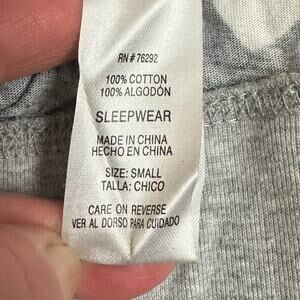 RN # 76292
100% COTTON
100% ALGODÓN
SLEEPWEAR
MADE IN CHINA
HECHO EN CHINA
SIZE: SMALL
TALLA: CHICO
CARE ON REVERSE
VER AL DORSO PARA CUIDADO